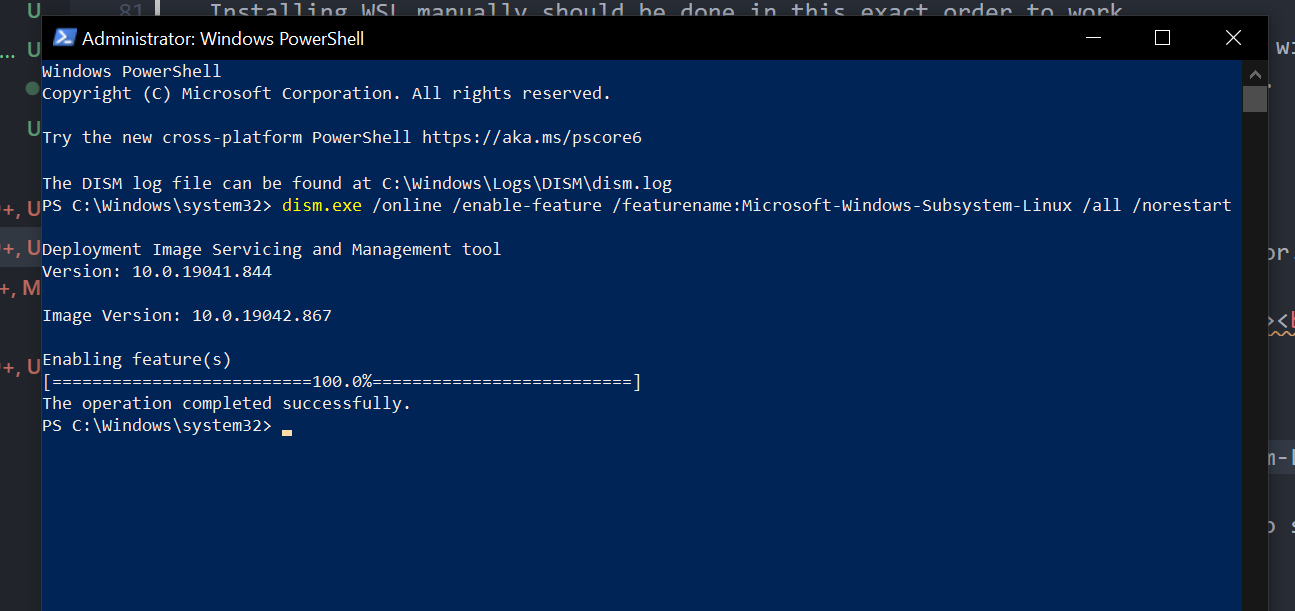 81 Installing WSL manually should be done in this exact order to work
Administrator: Windows PowerShell
Windows PowerShell
Copyright (C) Microsoft Corporation. All rights reserved.
Try the new cross-platform PowerShell https://aka.ms/pscore6
The DISM log file can be found at C:\Windows\Logs\DISM\dism.log
PS C:\Windows\system32> dism.exe /online /enable-feature /featurename:Microsoft-Windows-Subsystem-Linux /all /norestart
Deployment Image Servicing and Management tool
Version: 10.0.19041.844
Image Version: 10.0.19042.867
Enabling feature(s)
[==========================100.0%==========================]
The operation completed successfully.
PS C:\Windows\system32>
U
U
U
+, U
+, U
+, M
+, U